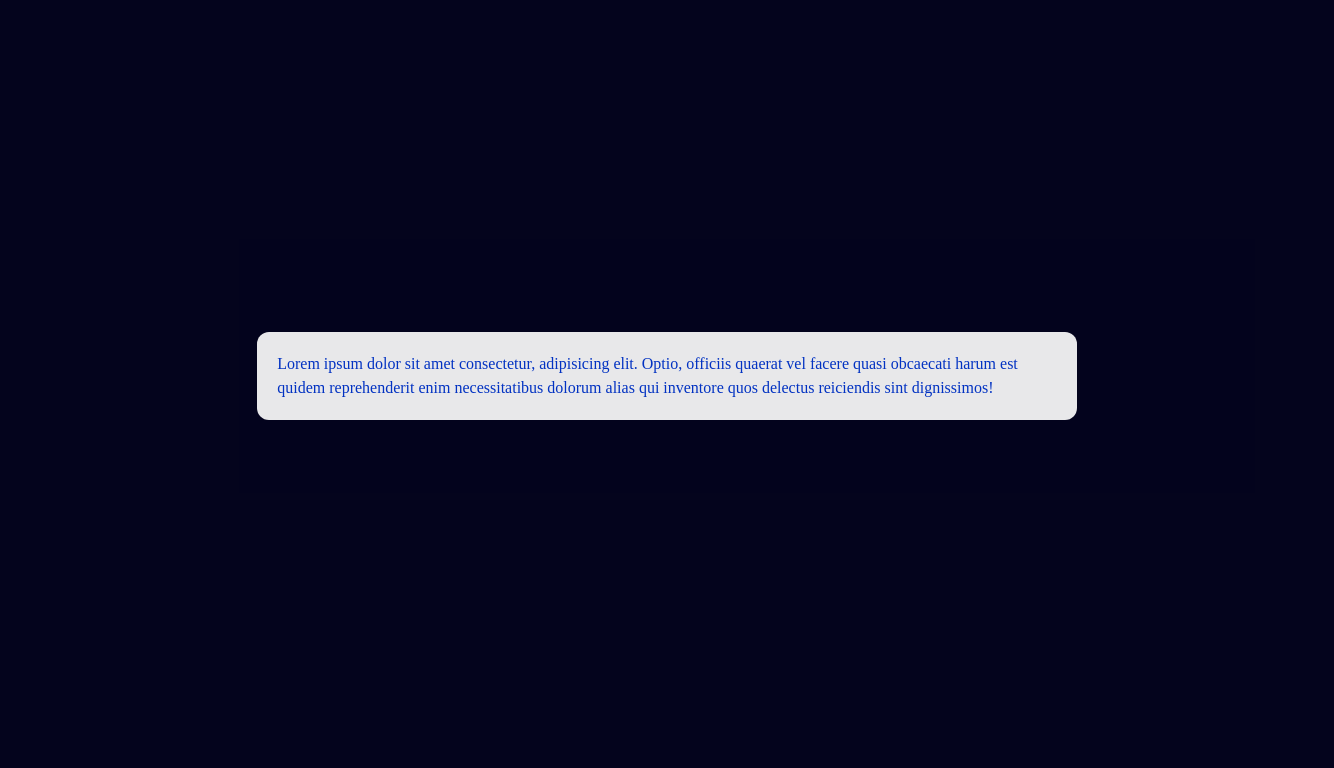 Lorem ipsum dolor sit amet consectetur, adipisicing elit. Optio, officiis quaerat vel facere quasi obcaecati harum est
quidem reprehenderit enim necessitatibus dolorum alias qui inventore quos delectus reiciendis sint dignissimos!